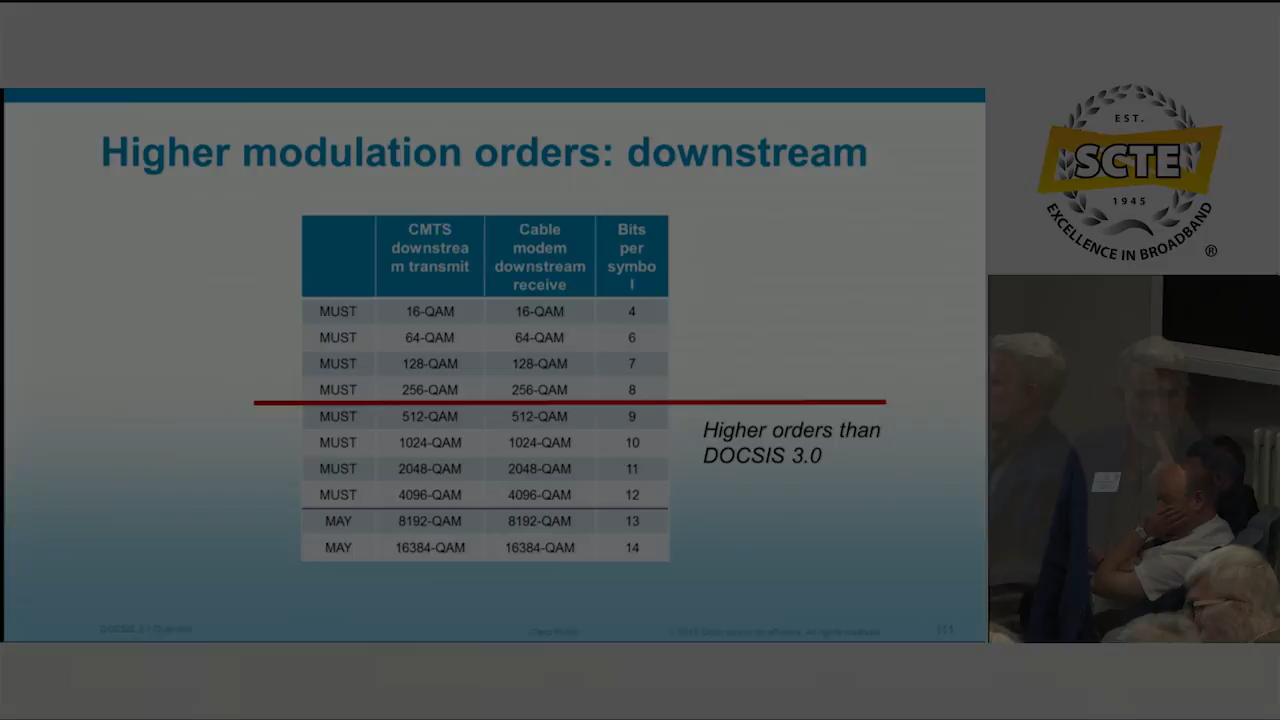 Higher modulation orders: downstream
CMTS
downstrea
m transmit
Cable
modem
downstream
receive
Bits
per
symbo
l
MUST 16-QAM 16-QAM 4
MUST 64-QAM 64-QAM 6
MUST 128-QAM 128-QAM 7
MUST 256-QAM 256-QAM 8
MUST 512-QAM 512-QAM 9
MUST 1024-QAM 1024-QAM 10
MUST 2048-QAM 2048-QAM 11
MUST 4096-QAM 4096-QAM 12
MAY 8192-QAM 8192-QAM 13
MAY 16384-QAM 16384-QAM 14
Higher orders than
DOCSIS 3.0
EST.
SCTE
1945
EXCELLENCE IN BROADBAND
®